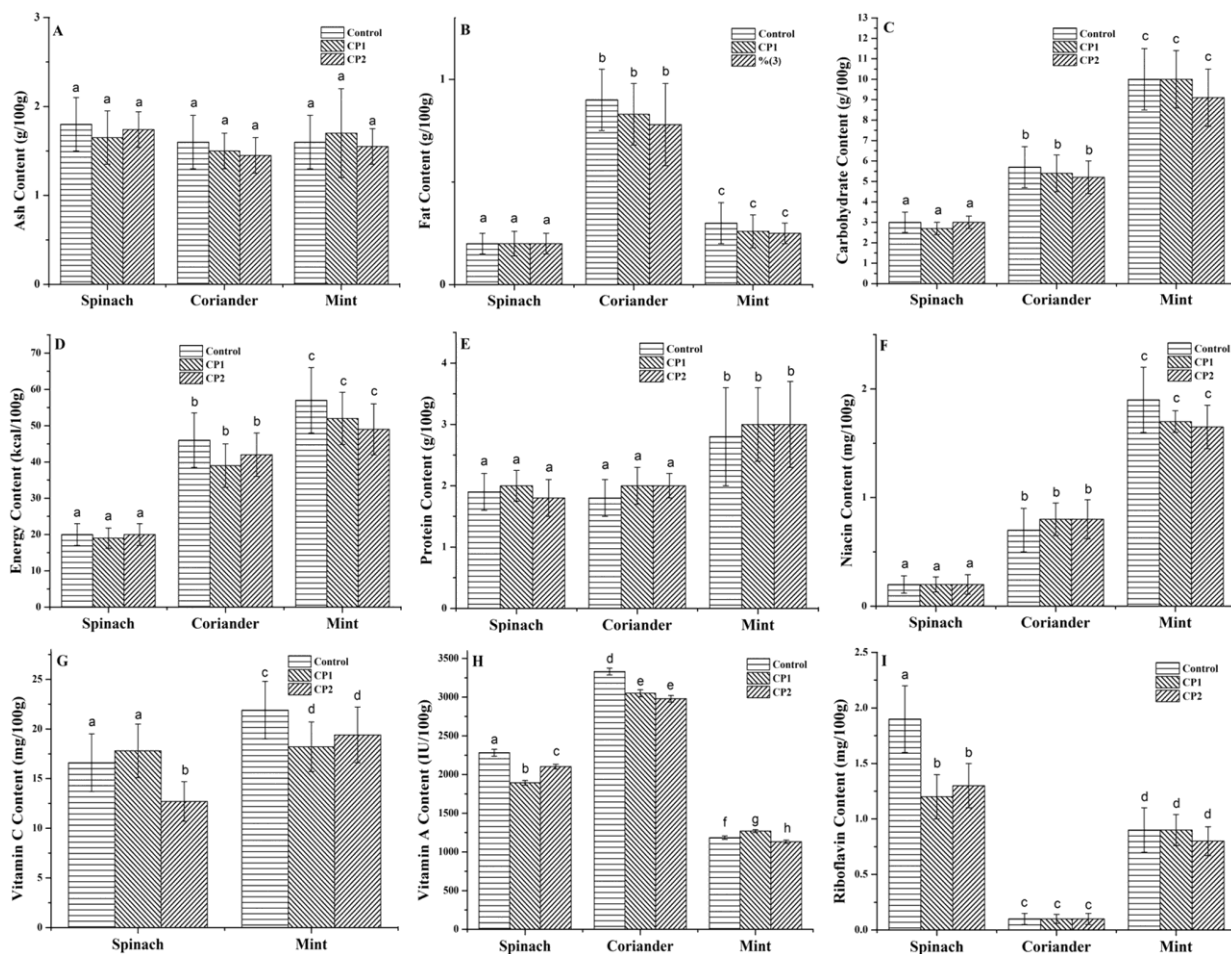 A
Control
CP1
CP2
Ash Content (g/100g)
3
2
1
0
a a a a a a a a a
Spinach Coriander Mint
B
Control
CP1
%(3)
Fat Content (g/100g)
1
0
a a a b b b c c c
Spinach Coriander Mint
C
Control
CP1
CP2
Carbohydrate Content (g/100g)
13
12
11
10
9
8
7
6
5
4
3
2
1
0
a a a b b b c c c
Spinach Coriander Mint
D
Control
CP1
CP2
Energy Content (kcal/100g)
70
60
50
40
30
20
10
0
a a a b b b c c c
Spinach Coriander Mint
E
Control
CP1
CP2
Protein Content (g/100g)
4
3
2
1
0
a a a a a a b b b
Spinach Coriander Mint
F
Control
CP1
CP2
Niacin Content (mg/100g)
2
1
0
a a a b b b c c c
Spinach Coriander Mint
G
Control
CP1
CP2
Vitamin C Content (mg/100g)
25
20
15
10
5
0
a a b c d d
Spinach Mint
H
Control
CP1
CP2
Vitamin A Content (IU/100g)
3500
3000
2500
2000
1500
1000
500
0
a b c d e e f g h
Spinach Coriander Mint
I
Control
CP1
CP2
Riboflavin Content (mg/100g)
2.0
1.5
1.0
0.5
0.0
a b b c c c d d d
Spinach Coriander Mint